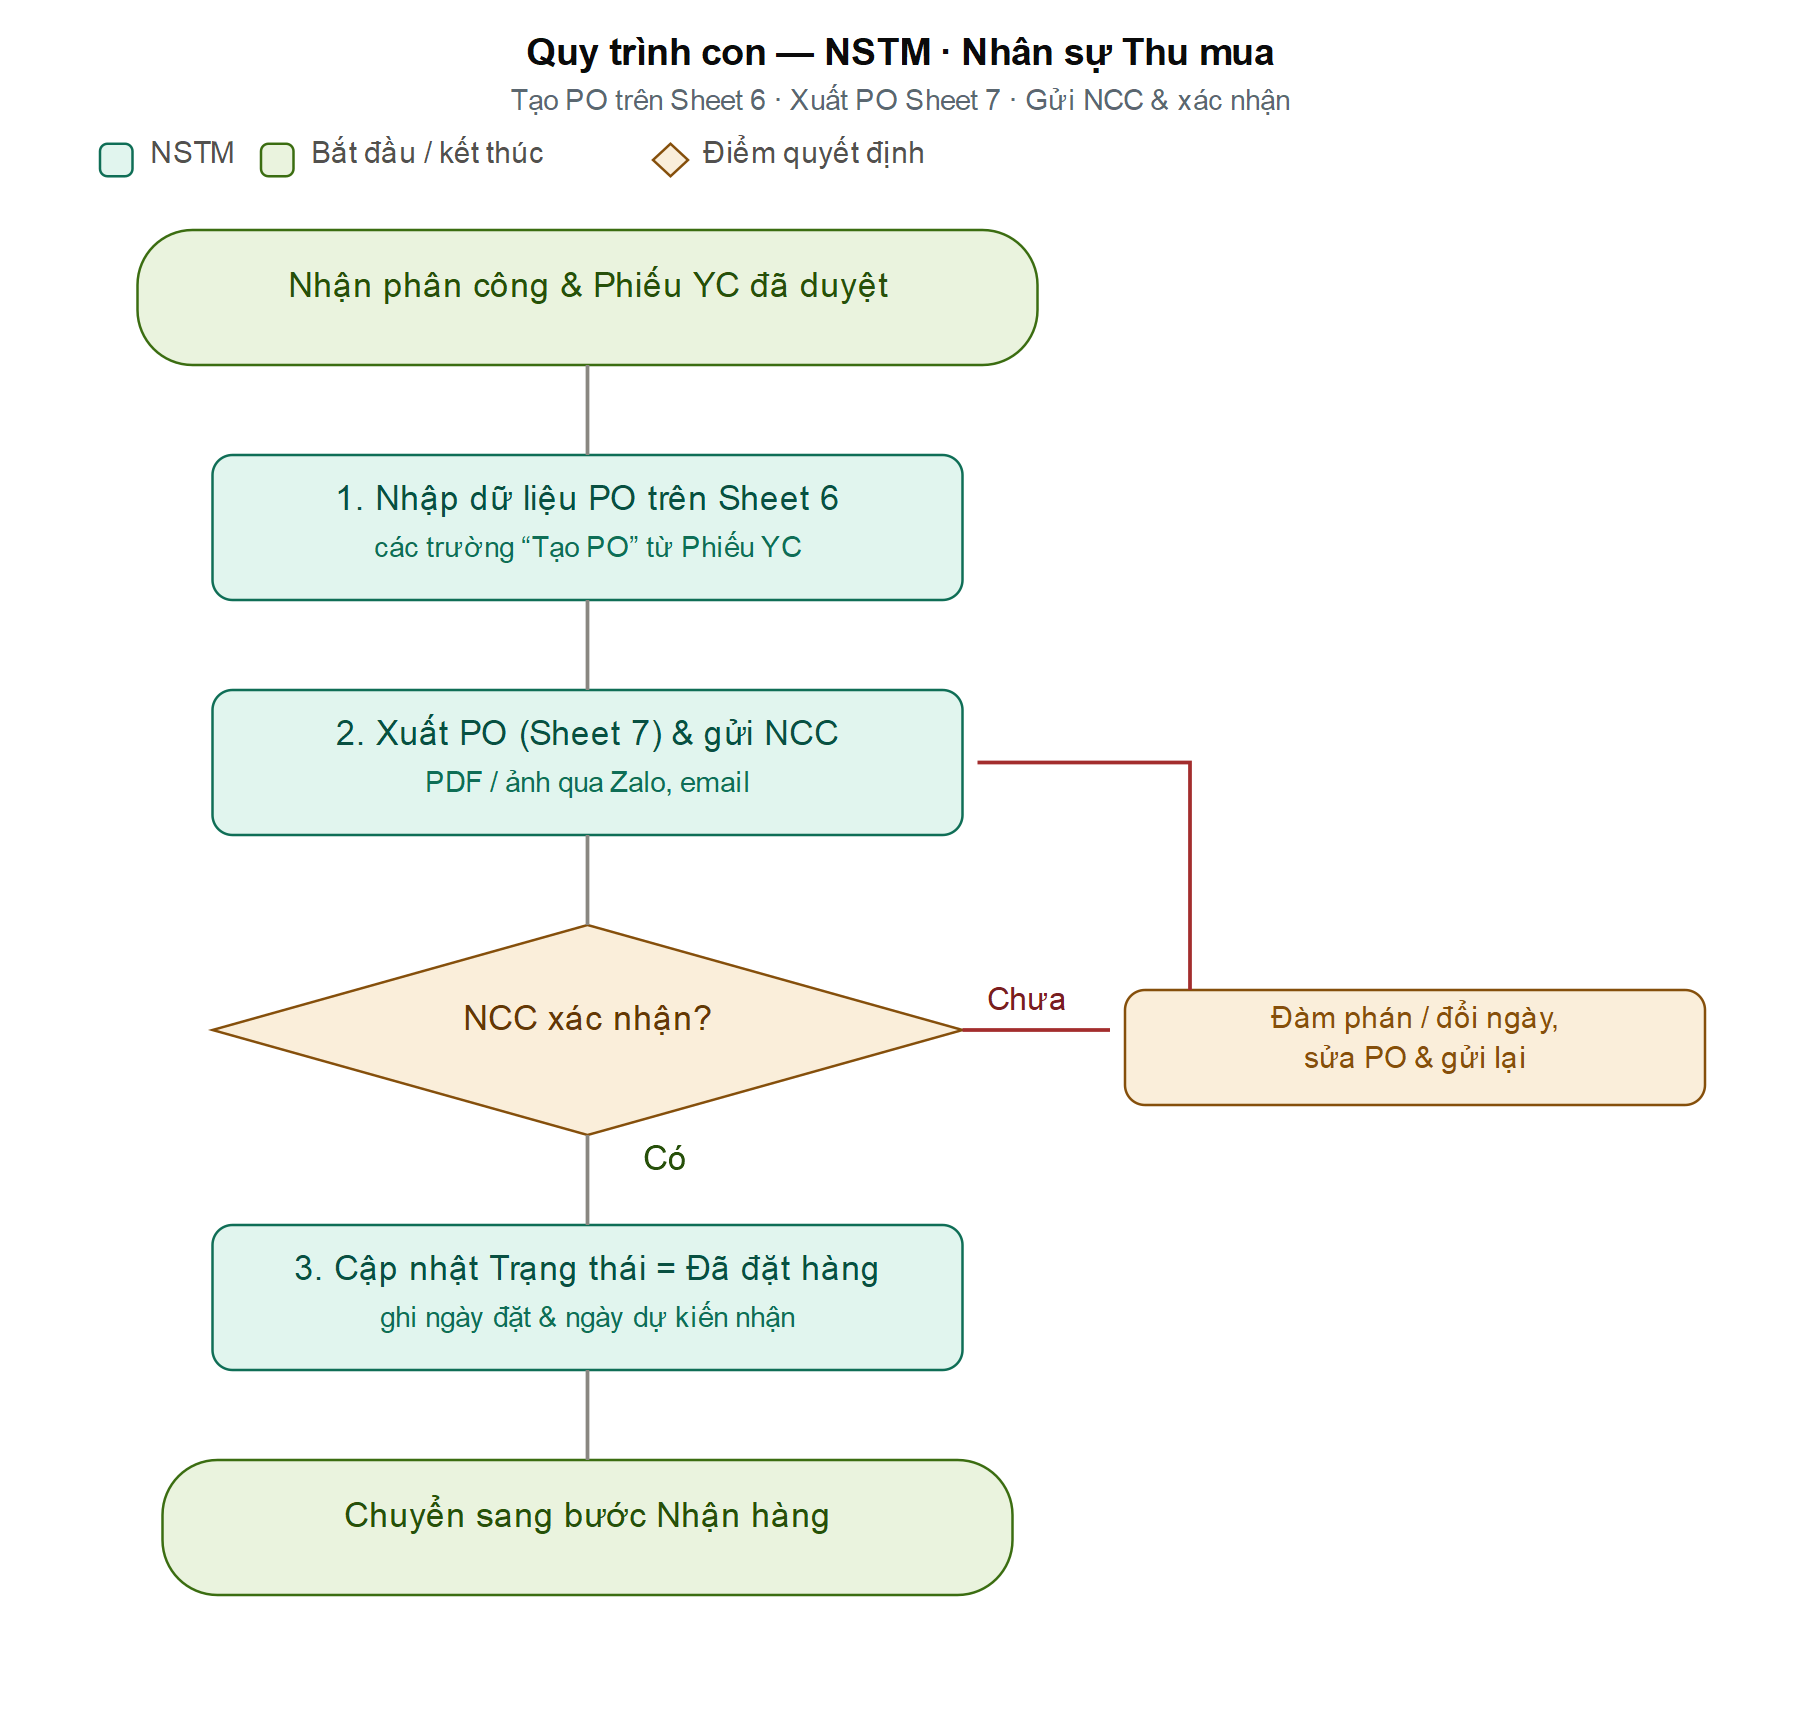 Quy trình con — NSTM · Nhân sự Thu mua
Tạo PO trên Sheet 6 · Xuất PO Sheet 7 · Gửi NCC & xác nhận
NSTM
Bắt đầu / kết thúc
Điểm quyết định
Nhận phân công & Phiếu YC đã duyệt
1. Nhập dữ liệu PO trên Sheet 6
các trường “Tạo PO” từ Phiếu YC
2. Xuất PO (Sheet 7) & gửi NCC
PDF / ảnh qua Zalo, email
NCC xác nhận?
Chưa
Đàm phán / đổi ngày,
sửa PO & gửi lại
Có
3. Cập nhật Trạng thái = Đã đặt hàng
ghi ngày đặt & ngày dự kiến nhận
Chuyển sang bước Nhận hàng